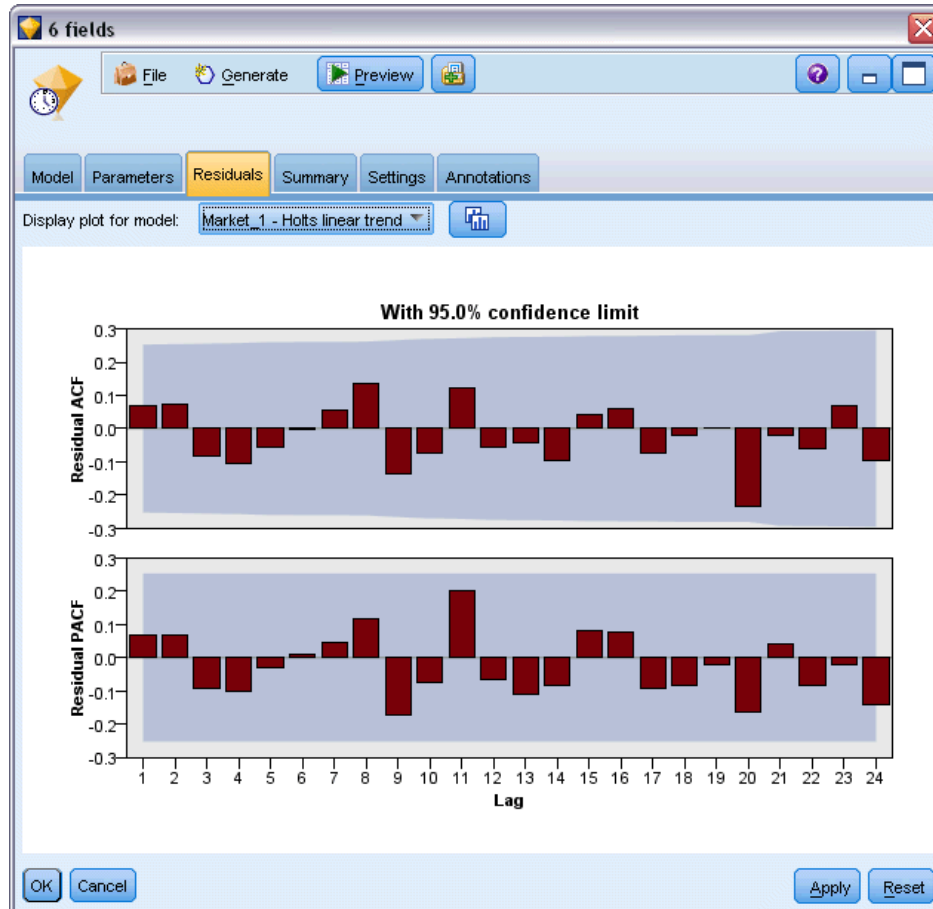 6 fields
File Generate Preview
Model Parameters Residuals Summary Settings Annotations
Display plot for model: Market_1 - Holts linear trend
With 95.0% confidence limit
Residual ACF
0.3
0.2
0.1
0.0
-0.1
-0.2
-0.3
Residual PACF
0.3
0.2
0.1
0.0
-0.1
-0.2
-0.3
1 2 3 4 5 6 7 8 9 10 11 12 13 14 15 16 17 18 19 20 21 22 23 24
Lag
OK Cancel Apply Reset